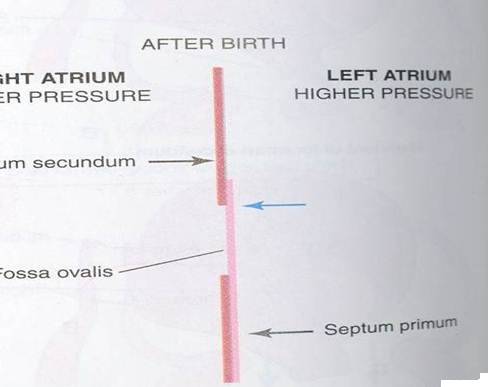 AFTER BIRTH
GHT ATRIUM
ER PRESSURE
LEFT ATRIUM
HIGHER PRESSURE
um secundum
Fossa ovalis
Septum primum